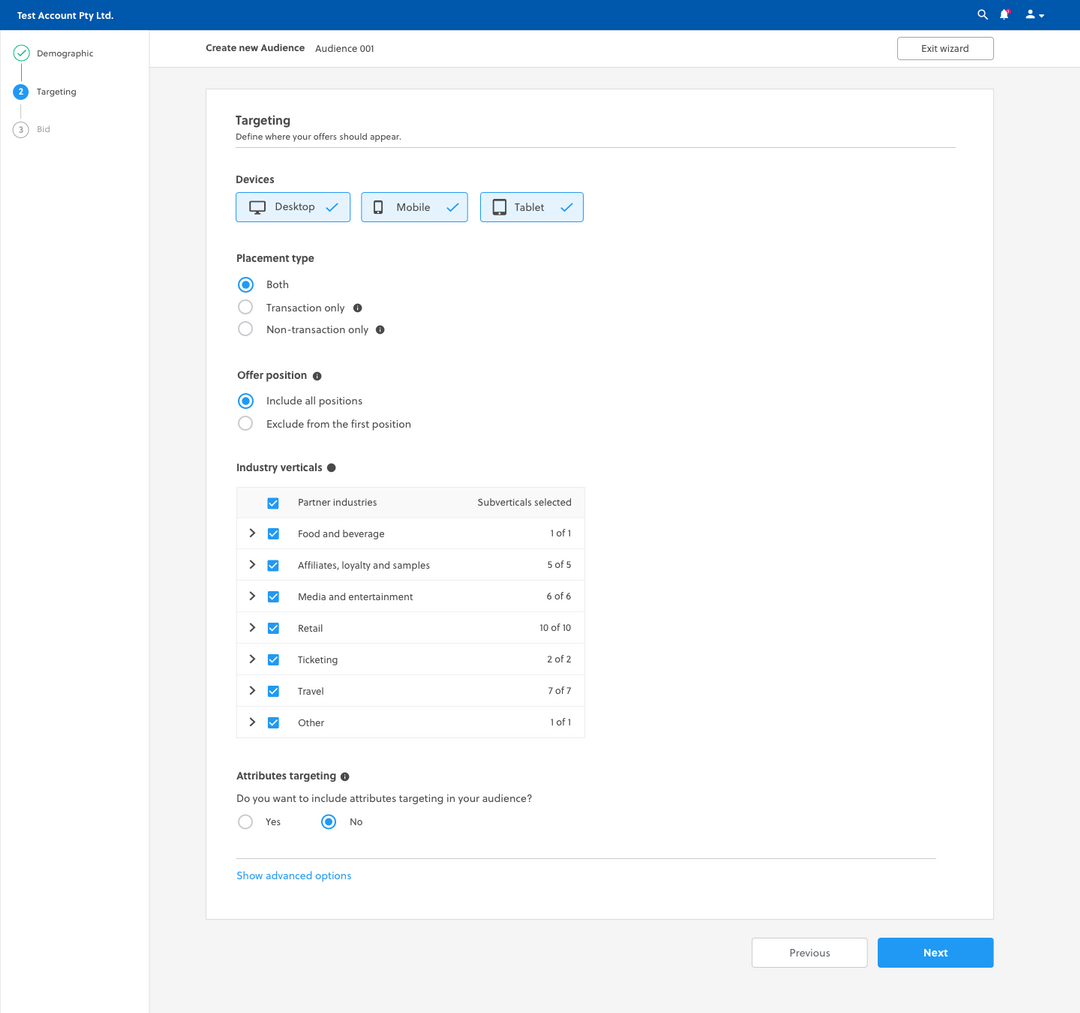 Test Account Pty Ltd.
Demographic
2 Targeting
3 Bid
Create new Audience Audience 001
Exit wizard
Targeting
Define where your offers should appear.
Devices
Desktop Mobile Tablet
Placement type
Both
Transaction only
Non-transaction only
Offer position
Include all positions
Exclude from the first position
Industry verticals
Partner industries Subverticals selected
Food and beverage 1 of 1
Affiliates, loyalty and samples 5 of 5
Media and entertainment 6 of 6
Retail 10 of 10
Ticketing 2 of 2
Travel 7 of 7
Other 1 of 1
Attributes targeting
Do you want to include attributes targeting in your audience?
Yes No
Show advanced options
Previous Next